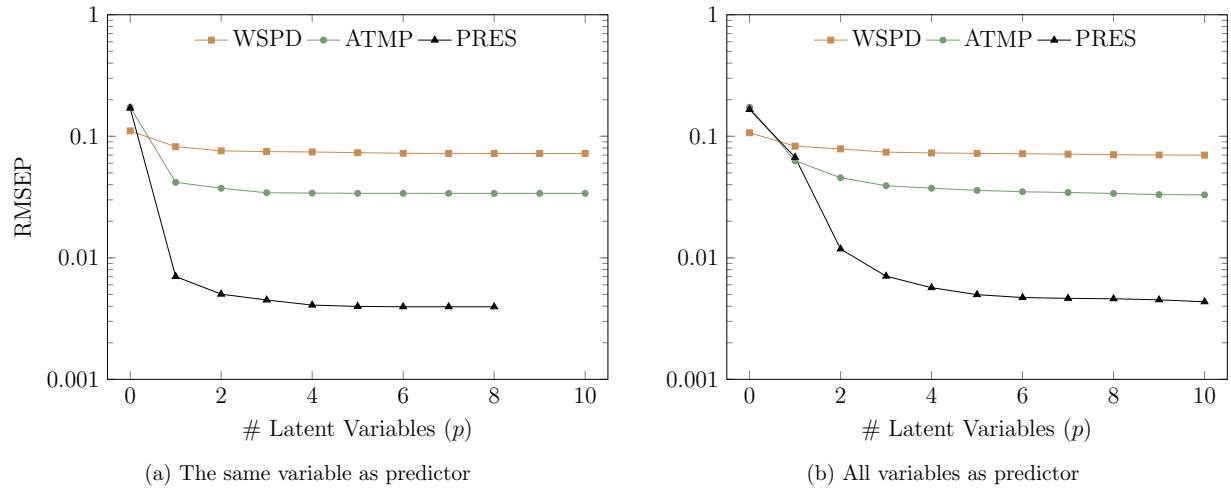 1
0.1
0.01
0.001
RMSEP
WSPD ATMP PRES
0 2 4 6 8 10
# Latent Variables (p)
(a) The same variable as predictor
1
0.1
0.01
0.001
WSPD ATMP PRES
0 2 4 6 8 10
# Latent Variables (p)
(b) All variables as predictor